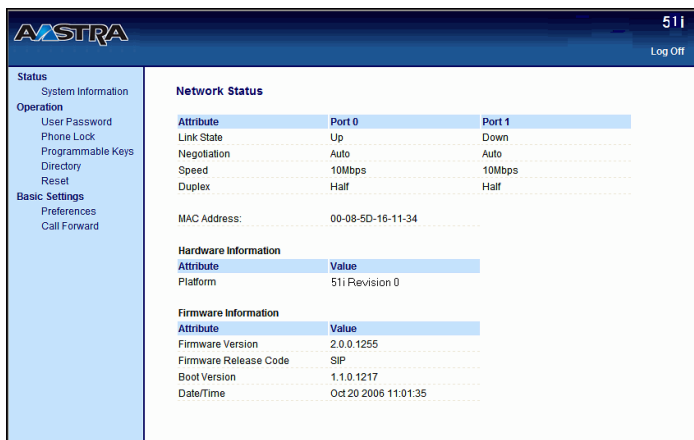 AASTRA
51i
Log Off
Status
System Information
Operation
User Password
Phone Lock
Programmable Keys
Directory
Reset
Basic Settings
Preferences
Call Forward
Network Status
Attribute Port 0 Port 1
Link State Up Down
Negotiation Auto Auto
Speed 10Mbps 10Mbps
Duplex Half Half
MAC Address: 00-08-5D-16-11-34
Hardware Information
Attribute Value
Platform 51i Revision 0
Firmware Information
Attribute Value
Firmware Version 2.0.0.1255
Firmware Release Code SIP
Boot Version 1.1.0.1217
Date/Time Oct 20 2006 11:01:35